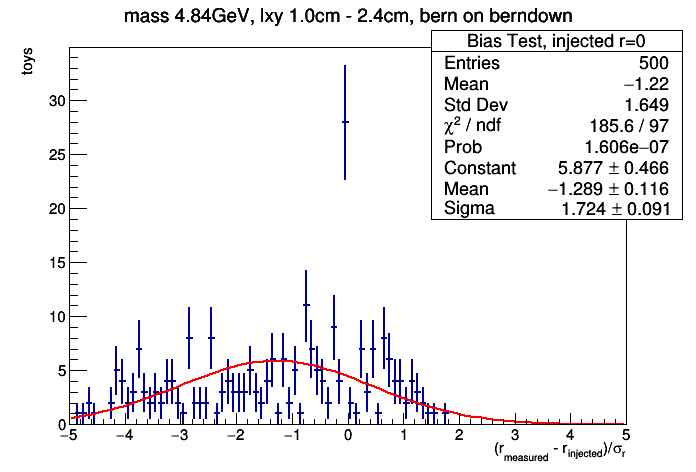 mass 4.84GeV, lxy 1.0cm - 2.4cm, bern on berndown
Bias Test, injected r=0
Entries 500
Mean −1.22
Std Dev 1.649
χ² / ndf 185.6 / 97
Prob 1.606e−07
Constant 5.877 ± 0.466
Mean −1.289 ± 0.116
Sigma 1.724 ± 0.091
toys
30
25
20
15
10
5
0
−5 −4 −3 −2 −1 0 1 2 3 4 5
(r_measured - r_injected)/σ_r